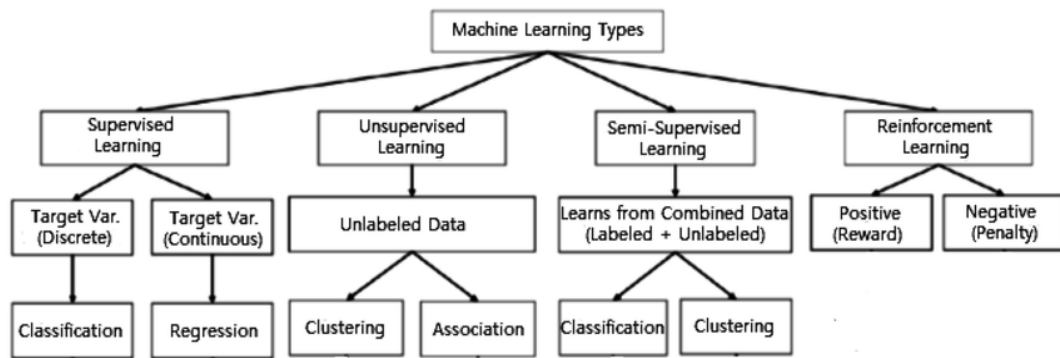 Machine Learning Types
Supervised
Learning
Unsupervised
Learning
Semi-Supervised
Learning
Reinforcement
Learning
Target Var.
(Discrete)
Target Var.
(Continuous)
Unlabeled Data
Learns from Combined Data
(Labeled + Unlabeled)
Positive
(Reward)
Negative
(Penalty)
Classification
Regression
Clustering
Association
Classification
Clustering